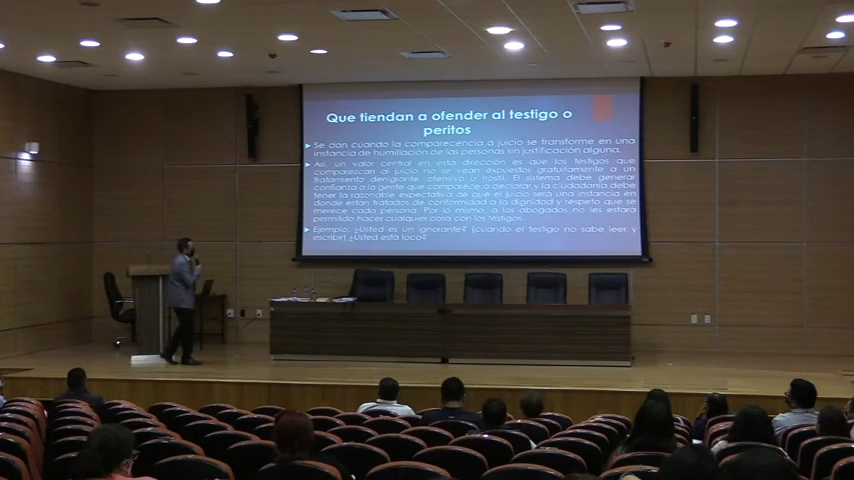 Que tiendan a ofender al testigo o
peritos
Se dan cuando la comparecencia a juicio se transforme en una
instancia de humillación de las personas sin justificación alguna.
Así, un valor central en esta dirección es que los testigos que
comparezcan al juicio no se vean expuestos gratuitamente a un
tratamiento denigrante, ofensivo u hostil. El sistema debe generar
confianza a la gente que comparece a declarar y la ciudadanía debe
tener la razonable expectativa de que el juicio será una instancia en
donde están tratados de conformidad a la dignidad y respeto que se
merece cada persona. Por lo mismo, a los abogados no les estará
permitido hacer cualquier cosa con los testigos.
Ejemplo: ¿Usted es un ignorante? (cuando el testigo no sabe leer y
escribir) ¿Usted está loco?